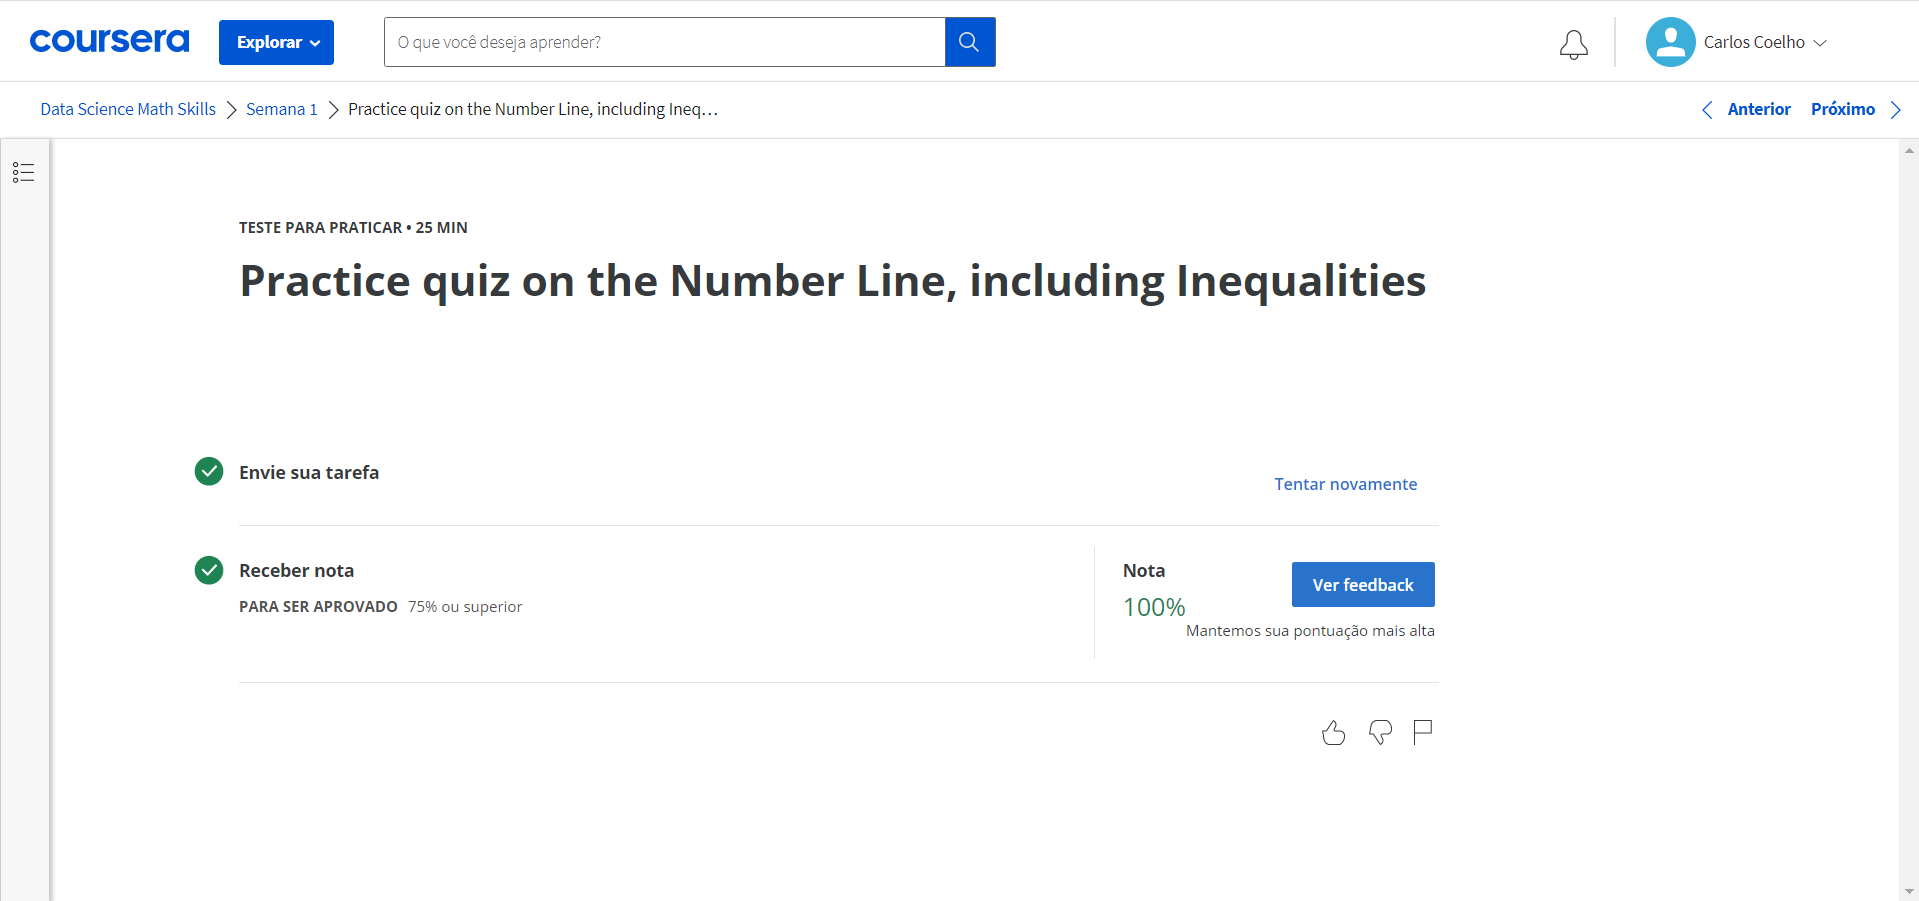 coursera
Explorar
O que você deseja aprender?
Carlos Coelho
Data Science Math Skills
Semana 1
Practice quiz on the Number Line, including Ineq…
Anterior
Próximo
TESTE PARA PRATICAR • 25 MIN
Practice quiz on the Number Line, including Inequalities
Envie sua tarefa
Tentar novamente
Receber nota
PARA SER APROVADO 75% ou superior
Nota
100%
Ver feedback
Mantemos sua pontuação mais alta